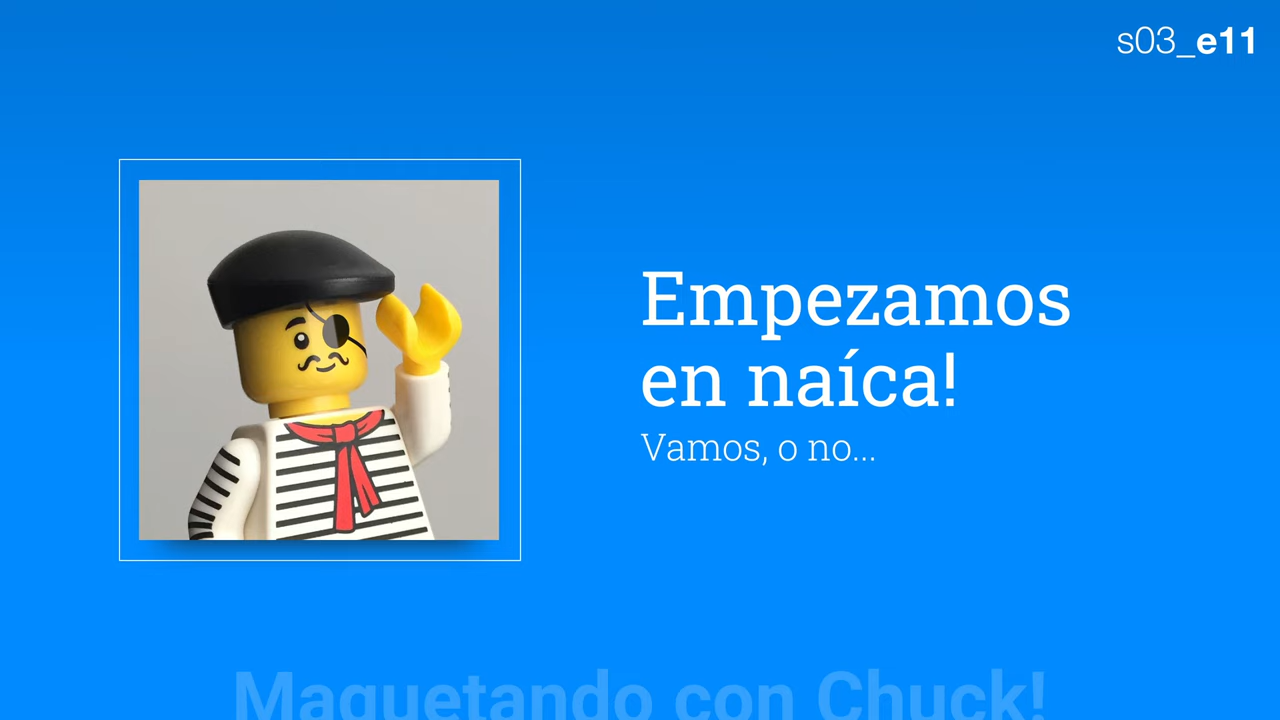 s03_e11
Empezamos
en naíca!
Vamos, o no...
Maquetando con Chuck!